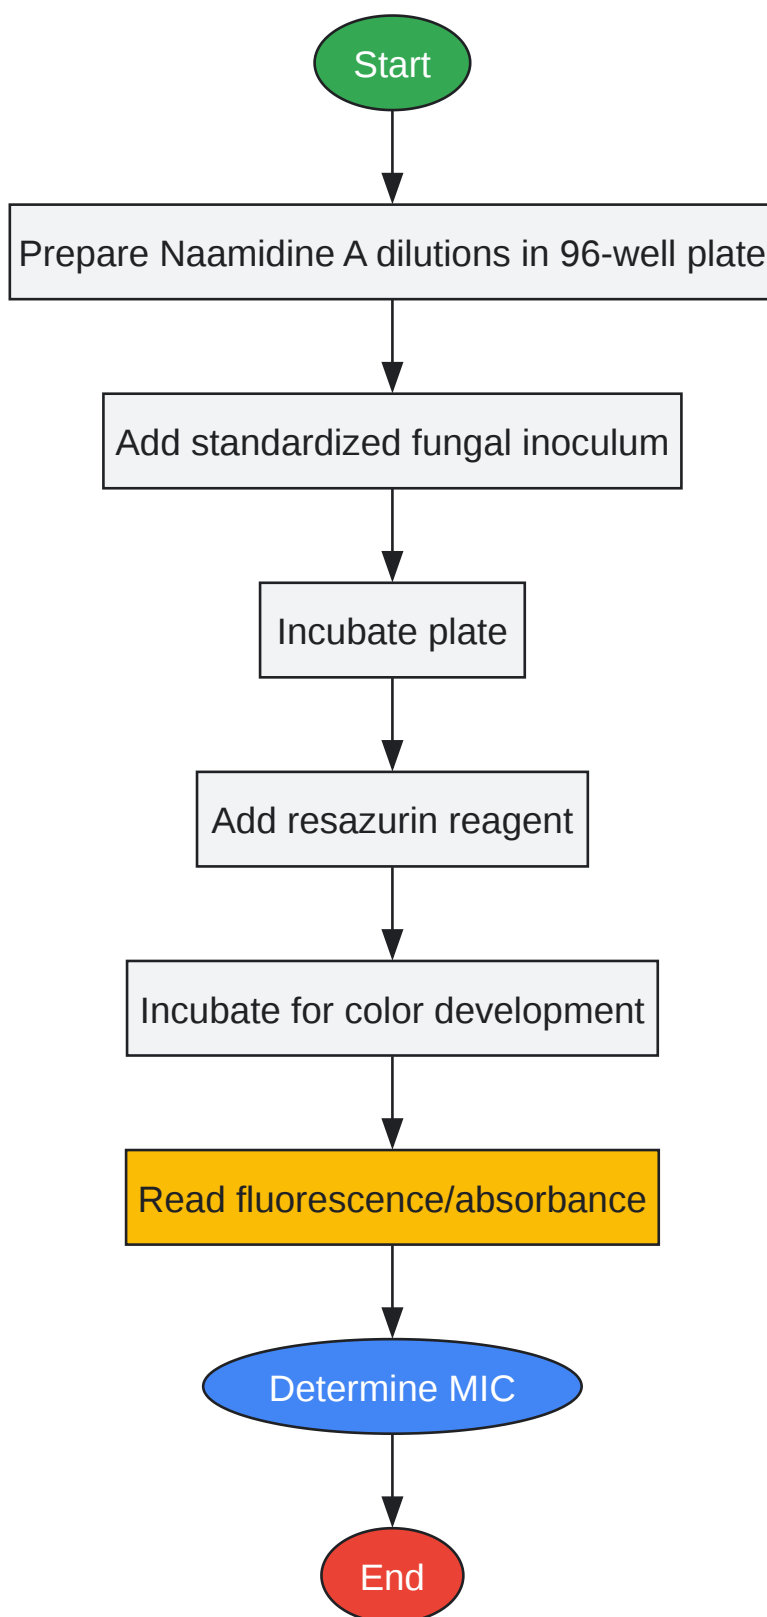 Start
Prepare Naamidine A dilutions in 96-well plate
Add standardized fungal inoculum
Incubate plate
Add resazurin reagent
Incubate for color development
Read fluorescence/absorbance
Determine MIC
End